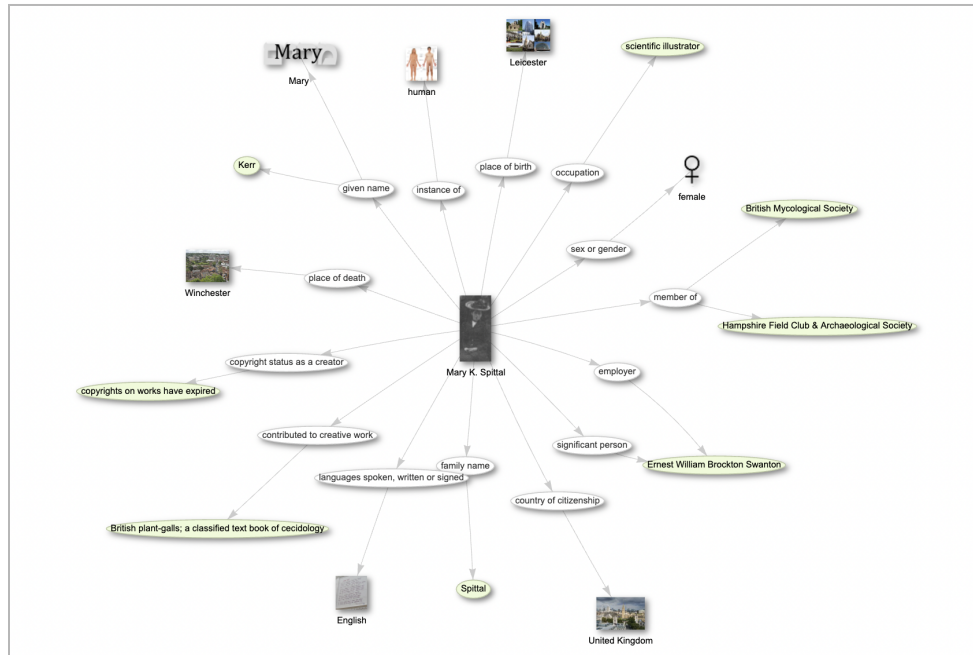 Mary
Mary
human
Leicester
scientific illustrator
Kerr
given name
instance of
place of birth
occupation
female
British Mycological Society
sex or gender
Winchester
place of death
member of
Hampshire Field Club & Archaeological Society
Mary K. Spittal
copyright status as a creator
employer
copyrights on works have expired
contributed to creative work
significant person
family name
Ernest William Brockton Swanton
languages spoken, written or signed
country of citizenship
British plant-galls; a classified text book of cecidology
English
Spittal
United Kingdom